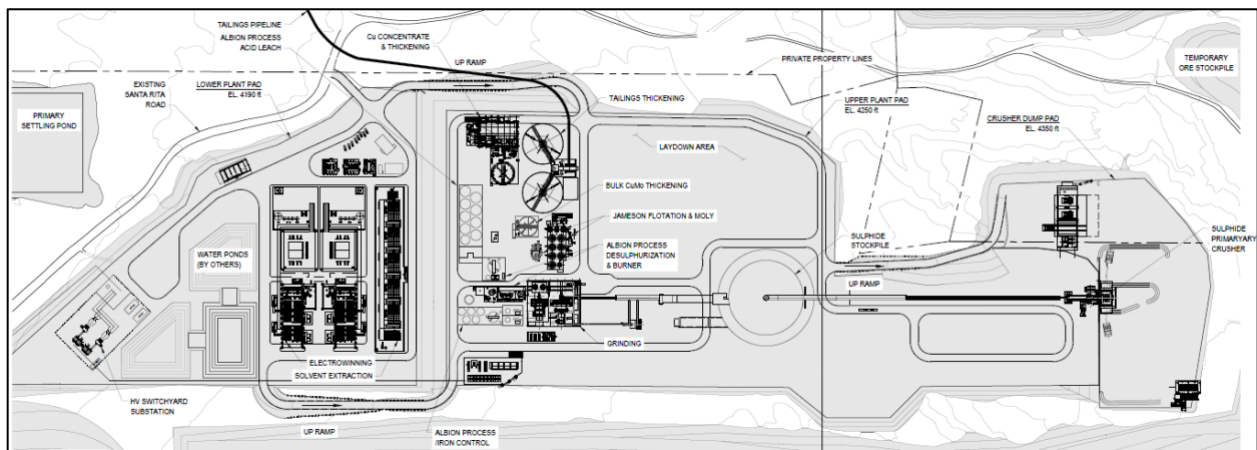 TAILINGS PIPELINE
ALBION PROCESS
ACID LEACH
Cu CONCENTRATE
& THICKENING
UP RAMP
PRIVATE PROPERTY LINES
TEMPORARY
ORE STOCKPILE
EXISTING
SANTA RITA
ROAD
LOWER PLANT PAD
EL. 4190 ft
TAILINGS THICKENING
UPPER PLANT PAD
EL. 4250 ft
CRUSHER DUMP PAD
EL. 4350 ft
PRIMARY
SETTLING POND
LAYDOWN AREA
BULK CuMo THICKENING
JAMESON FLOTATION & MOLY
ALBION PROCESS
DESULPHURIZATION
& BURNER
SULPHIDE
STOCKPILE
SULPHIDE
PRIMARYARY
CRUSHER
WATER PONDS
(BY OTHERS)
UP RAMP
GRINDING
ELECTROWINNING
SOLVENT EXTRACTION
HV SWITCHYARD
SUBSTATION
UP RAMP
ALBION PROCESS
/IRON CONTROL